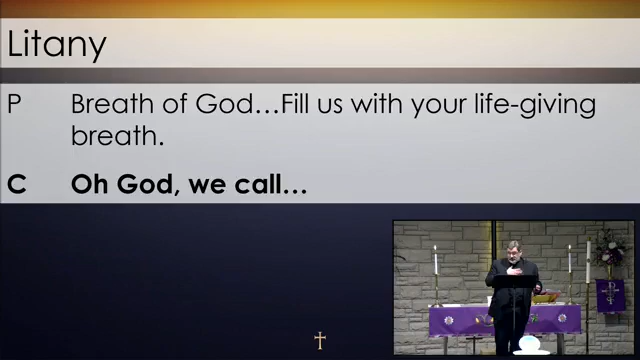 Litany
P Breath of God...Fill us with your life-giving
breath.
C Oh God, we call...